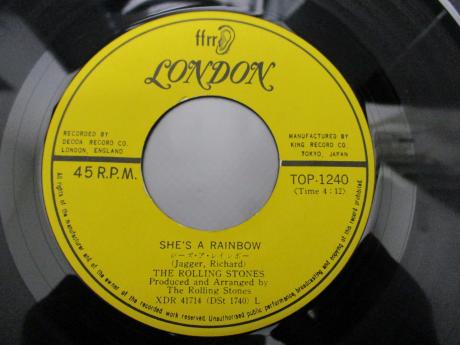 ffrr
LONDON
RECORDED BY
DECCA RECORD CO.
LONDON, ENGLAND
MANUFACTURED BY
KING RECORD CO.
TOKYO, JAPAN
45 R.P.M.
TOP-1240
(Time 4:12)
SHE'S A RAINBOW
シーズ・ア・レインボー
(Jagger, Richard)
THE ROLLING STONES
Produced and Arranged by
The Rolling Stones
XDR 41714 (DSt 1740) L
All rights of the manufacturer and of the owner of the recorded work reserved. Unauthorised public performance, broadcasting and copying of this record prohibited.